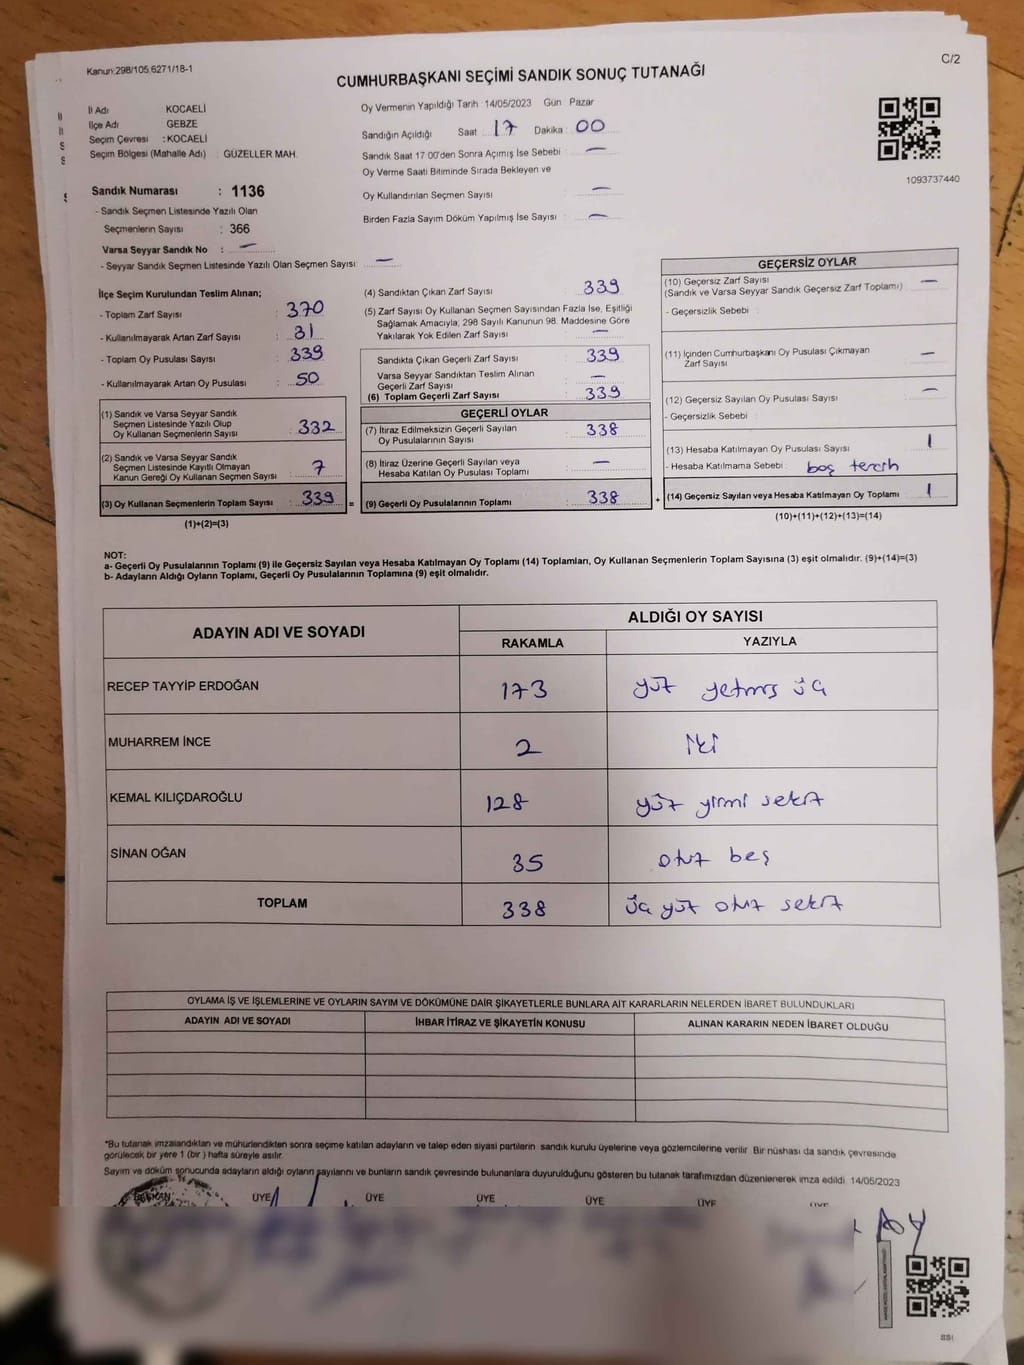 Kanun:298/105,6271/18-1
C/2
CUMHURBAŞKANI SEÇİMİ SANDIK SONUÇ TUTANAĞI
İl Adı KOCAELİ
İlçe Adı GEBZE
Seçim Çevresi : KOCAELİ
Seçim Bölgesi (Mahalle Adı) : GÜZELLER MAH.
Oy Vermenin Yapıldığı Tarih 14/05/2023 Gün Pazar
Sandığın Açıldığı Saat : 17 Dakika : 00
Sandık Saat 17:00'den Sonra Açımış İse Sebebi : —
Oy Verme Saati Bitiminde Sırada Bekleyen ve
Oy Kullandırılan Seçmen Sayısı : —
Birden Fazla Sayım Döküm Yapılmış İse Sayısı : —
1093737440
Sandık Numarası : 1136
- Sandık Seçmen Listesinde Yazılı Olan
Seçmenlerin Sayısı : 366
Varsa Seyyar Sandık No : —
- Seyyar Sandık Seçmen Listesinde Yazılı Olan Seçmen Sayısı: —
İlçe Seçim Kurulundan Teslim Alınan;
- Toplam Zarf Sayısı : 370
- Kullanılmayarak Artan Zarf Sayısı : 31
- Toplam Oy Pusulası Sayısı : 339
- Kullanılmayarak Artan Oy Pusulası : 50
(1) Sandık ve Varsa Seyyar Sandık
Seçmen Listesinde Yazılı Olup
Oy Kullanan Seçmenlerin Sayısı : 332
(2) Sandık ve Varsa Seyyar Sandık
Seçmen Listesinde Kayıtlı Olmayan
Kanun Gereği Oy Kullanan Seçmen Sayısı : 7
(3) Oy Kullanan Seçmenlerin Toplam Sayısı : 339 =
(1)+(2)=(3)
(4) Sandıktan Çıkan Zarf Sayısı : 339
(5) Zarf Sayısı Oy Kullanan Seçmen Sayısından Fazla İse, Eşitliği
Sağlamak Amacıyla; 298 Sayılı Kanunun 98. Maddesine Göre
Yakılarak Yok Edilen Zarf Sayısı : —
Sandıkta Çıkan Geçerli Zarf Sayısı : 339
Varsa Seyyar Sandıktan Teslim Alınan
Geçerli Zarf Sayısı : —
(6) Toplam Geçerli Zarf Sayısı : 339
GEÇERLİ OYLAR
(7) İtiraz Edilmeksizin Geçerli Sayılan
Oy Pusulalarının Sayısı : 338
(8) İtiraz Üzerine Geçerli Sayılan veya
Hesaba Katılan Oy Pusulası Toplamı : —
(9) Geçerli Oy Pusulalarının Toplamı : 338 +
GEÇERSİZ OYLAR
(10) Geçersiz Zarf Sayısı : —
(Sandık ve Varsa Seyyar Sandık Geçersiz Zarf Toplamı)
- Geçersizlik Sebebi :
(11) İçinden Cumhurbaşkanı Oy Pusulası Çıkmayan
Zarf Sayısı : —
(12) Geçersiz Sayılan Oy Pusulası Sayısı : —
- Geçersizlik Sebebi :
(13) Hesaba Katılmayan Oy Pusulası Sayısı : 1
- Hesaba Katılmama Sebebi : boş tercih
(14) Geçersiz Sayılan veya Hesaba Katılmayan Oy Toplamı : 1
(10)+(11)+(12)+(13)=(14)
NOT:
a- Geçerli Oy Pusulalarının Toplamı (9) ile Geçersiz Sayılan veya Hesaba Katılmayan Oy Toplamı (14) Toplamları, Oy Kullanan Seçmenlerin Toplam Sayısına (3) eşit olmalıdır. (9)+(14)=(3)
b- Adayların Aldığı Oyların Toplamı, Geçerli Oy Pusulalarının Toplamına (9) eşit olmalıdır.
ADAYIN ADI VE SOYADI
ALDIĞI OY SAYISI
RAKAMLA YAZIYLA
RECEP TAYYİP ERDOĞAN 173 yüz yetmiş üç
MUHARREM İNCE 2 iki
KEMAL KILIÇDAROĞLU 128 yüz yirmi sekiz
SİNAN OĞAN 35 otuz beş
TOPLAM 338 üç yüz otuz sekiz
OYLAMA İŞ VE İŞLEMLERİNE VE OYLARIN SAYIM VE DÖKÜMÜNE DAİR ŞİKAYETLERLE BUNLARA AİT KARARLARIN NELERDEN İBARET BULUNDUKLARI
ADAYIN ADI VE SOYADI İHBAR İTİRAZ VE ŞİKAYETİN KONUSU ALINAN KARARIN NEDEN İBARET OLDUĞU
*Bu tutanak imzalandıktan ve mühürlendikten sonra seçime katılan adayların ve talep eden siyasi partilerin sandık kurulu üyelerine veya gözlemcilerine verilir. Bir nüshası da sandık çevresinde
görülecek bir yere 1 (bir ) hafta süreyle asılır.
Sayım ve döküm sonucunda adayların aldığı oyların sayılarını ve bunların sandık çevresinde bulunanlara duyurulduğunu gösteren bu tutanak tarafımızdan düzenlenerek imza edildi. 14/05/2023
BAŞKAN ÜYE ÜYE ÜYE ÜYE ÜYE ÜYE